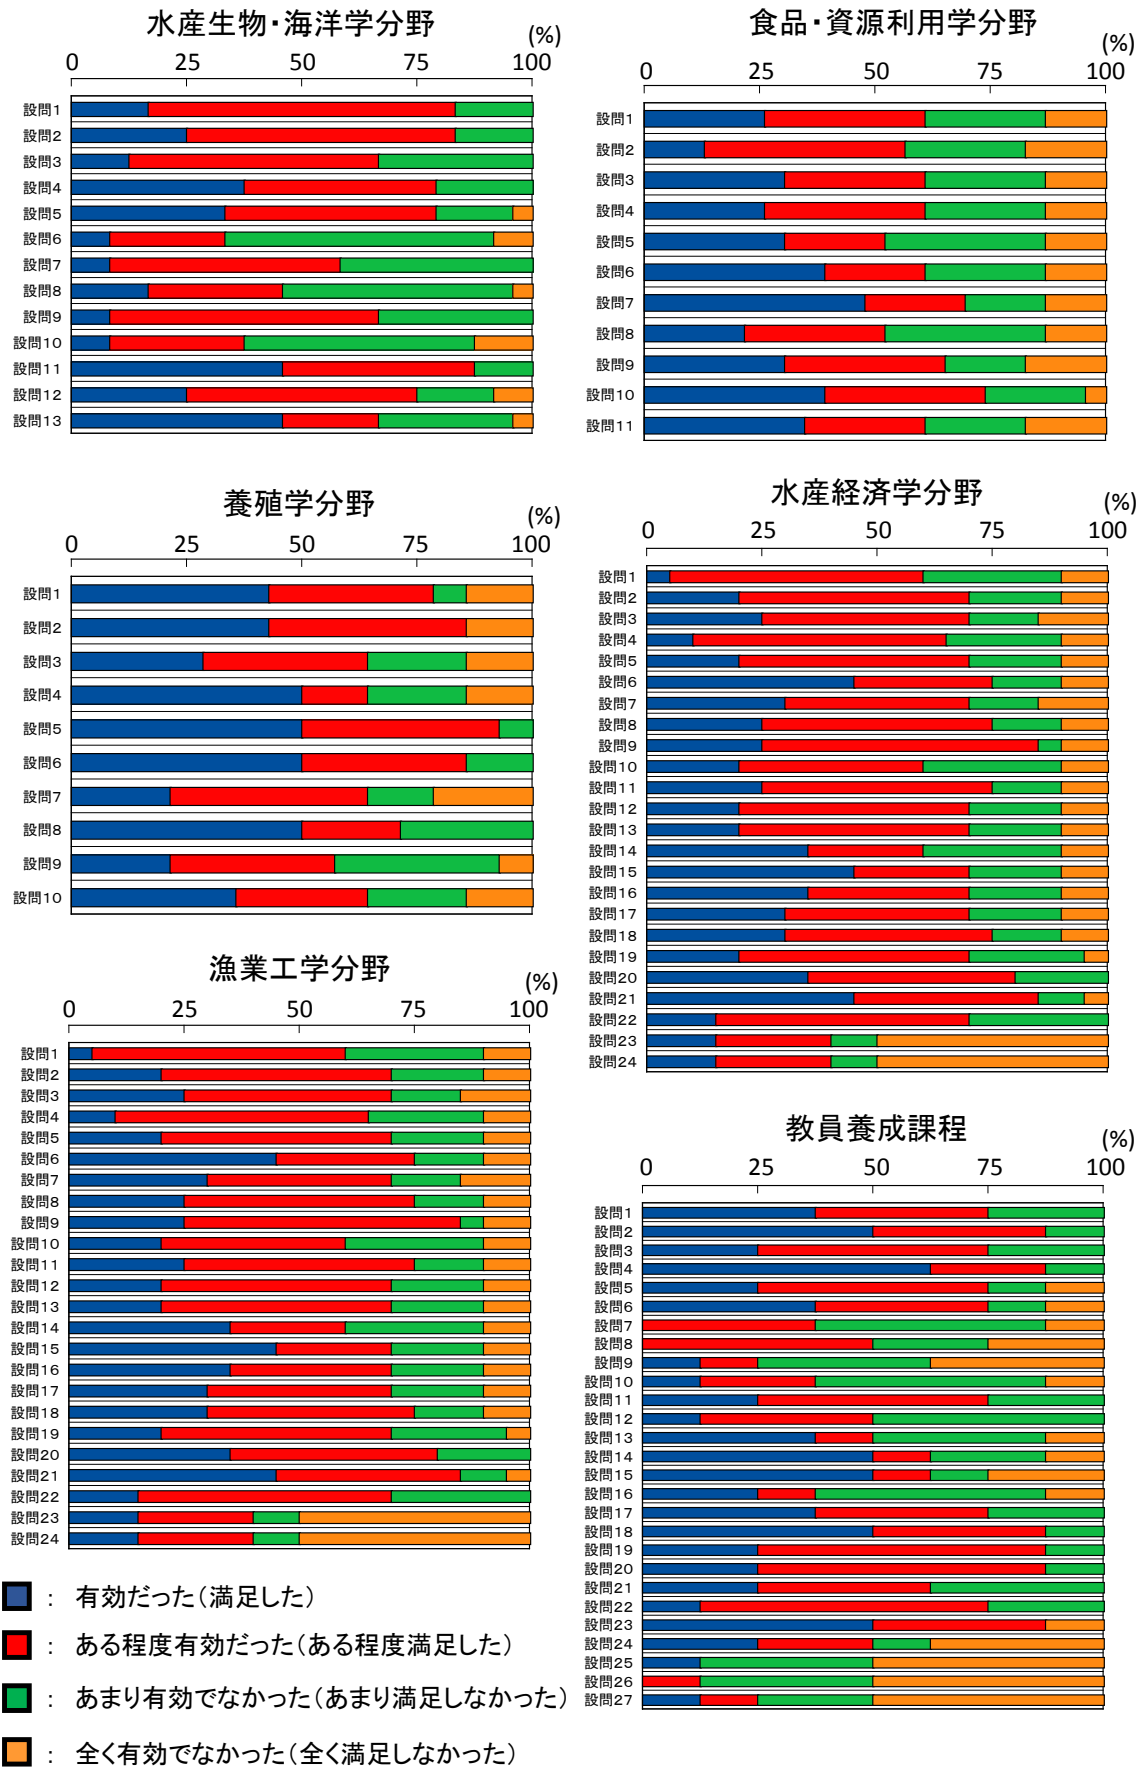 水産生物・海洋学分野
(%)
0 25 50 75 100
設問1
設問2
設問3
設問4
設問5
設問6
設問7
設問8
設問9
設問10
設問11
設問12
設問13
食品・資源利用学分野
(%)
0 25 50 75 100
設問1
設問2
設問3
設問4
設問5
設問6
設問7
設問8
設問9
設問10
設問11
養殖学分野
(%)
0 25 50 75 100
設問1
設問2
設問3
設問4
設問5
設問6
設問7
設問8
設問9
設問10
水産経済学分野
(%)
0 25 50 75 100
設問1
設問2
設問3
設問4
設問5
設問6
設問7
設問8
設問9
設問10
設問11
設問12
設問13
設問14
設問15
設問16
設問17
設問18
設問19
設問20
設問21
設問22
設問23
設問24
漁業工学分野
(%)
0 25 50 75 100
設問1
設問2
設問3
設問4
設問5
設問6
設問7
設問8
設問9
設問10
設問11
設問12
設問13
設問14
設問15
設問16
設問17
設問18
設問19
設問20
設問21
設問22
設問23
設問24
教員養成課程
(%)
0 25 50 75 100
設問1
設問2
設問3
設問4
設問5
設問6
設問7
設問8
設問9
設問10
設問11
設問12
設問13
設問14
設問15
設問16
設問17
設問18
設問19
設問20
設問21
設問22
設問23
設問24
設問25
設問26
設問27
： 有効だった（満足した）
： ある程度有効だった（ある程度満足した）
： あまり有効でなかった（あまり満足しなかった）
： 全く有効でなかった（全く満足しなかった）